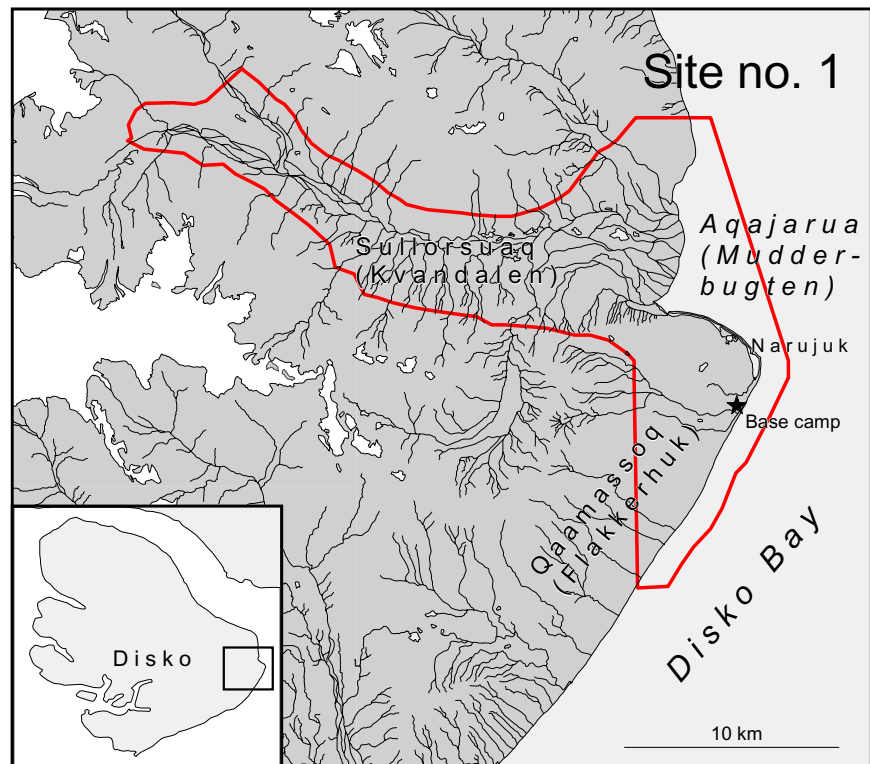 Site no. 1
Aqajarua
(Mudder-
bugten)
Sullorsuaq
(Kvandalen)
Narujuk
Base camp
Qaamassoq
(Flakkerhuk)
Disko Bay
Disko
10 km